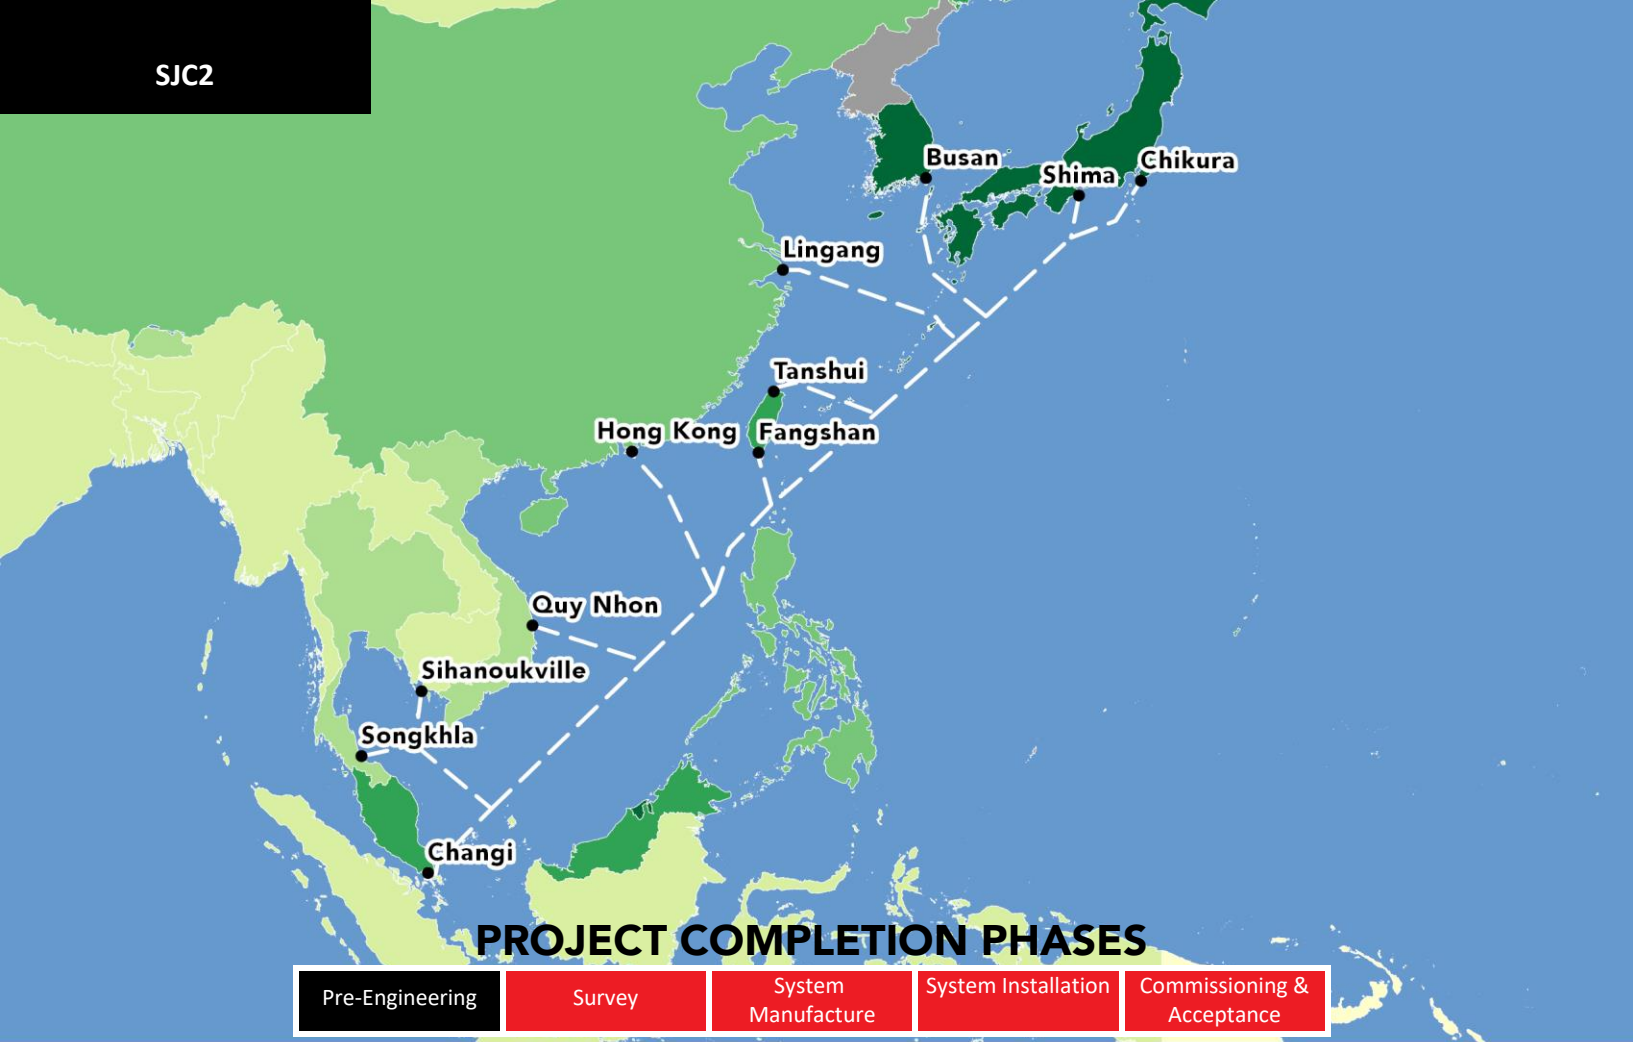 SJC2
Busan
Shima
Chikura
Lingang
Tanshui
Hong Kong
Fangshan
Quy Nhon
Sihanoukville
Songkhla
Changi
PROJECT COMPLETION PHASES
Pre-Engineering
Survey
System
Manufacture
System Installation
Commissioning &
Acceptance